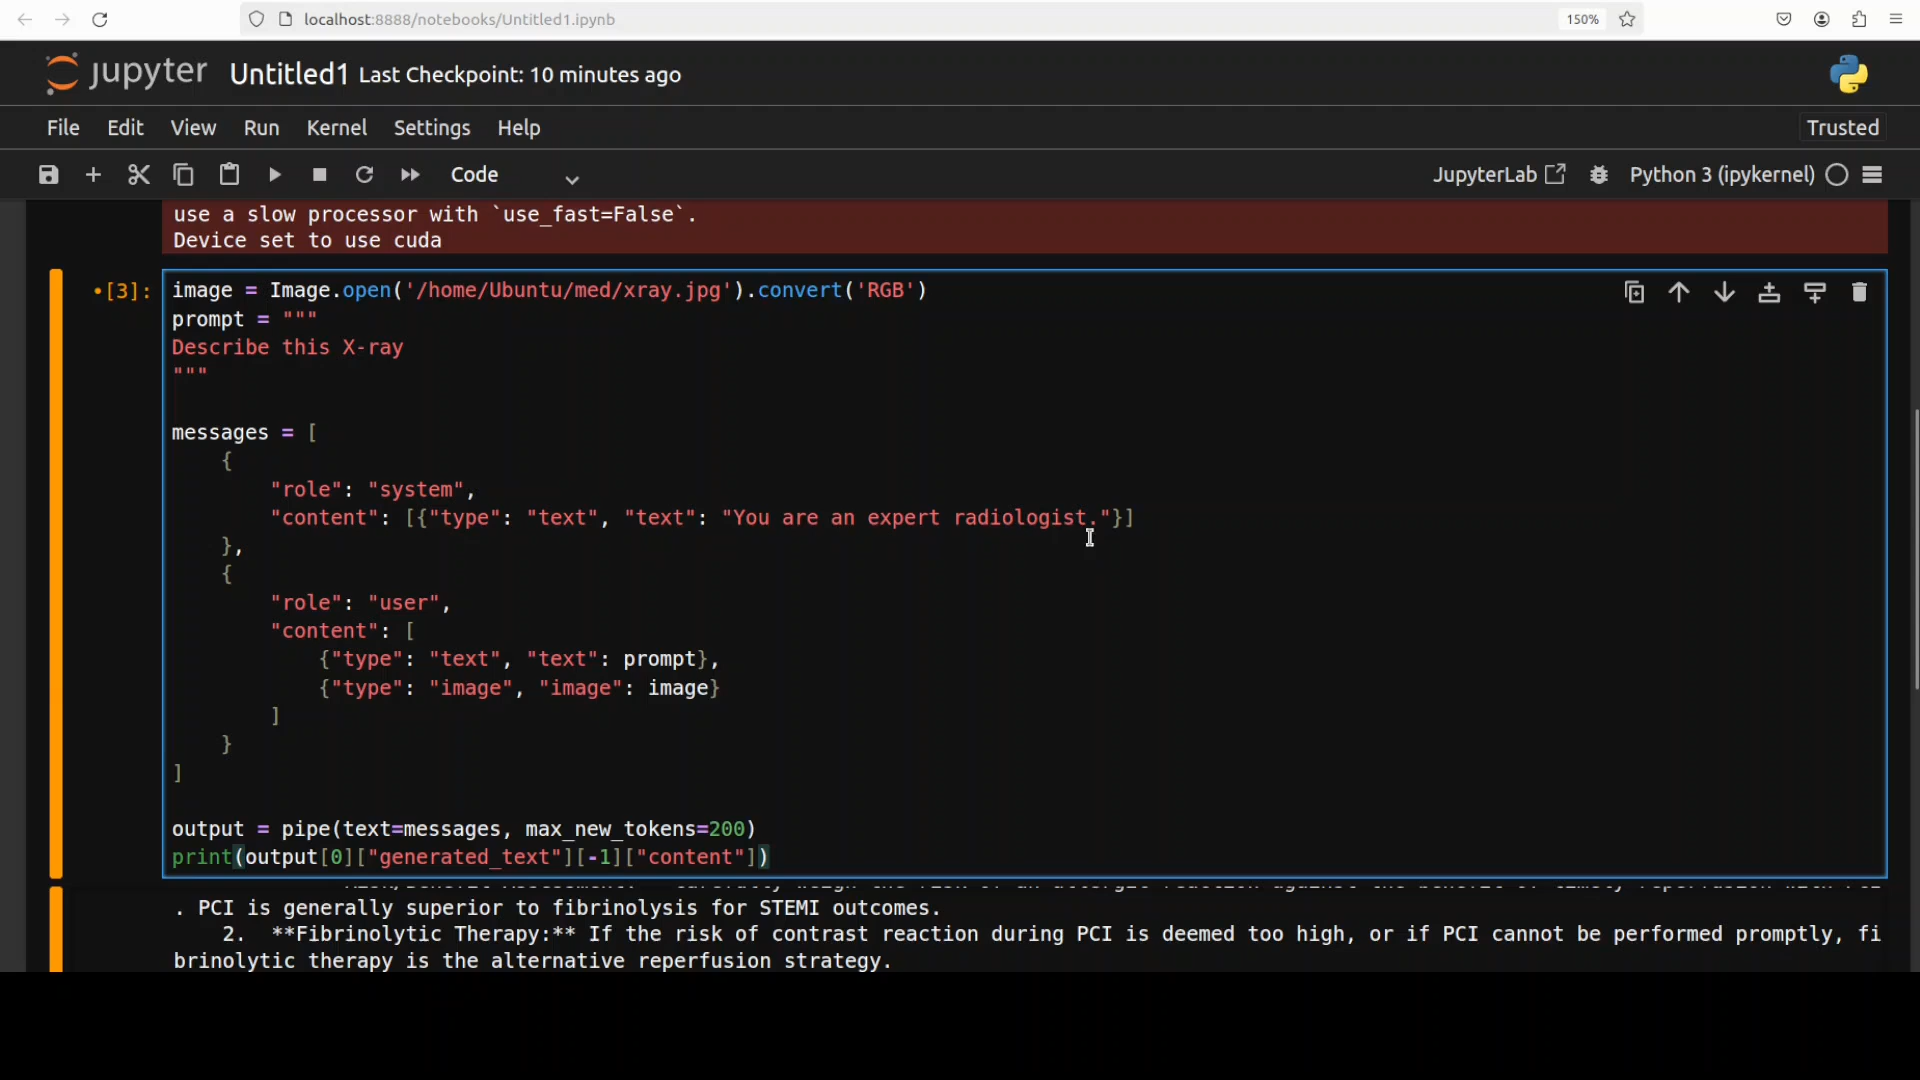 localhost:8888/notebooks/Untitled1.ipynb
150%
jupyter Untitled1 Last Checkpoint: 10 minutes ago
File Edit View Run Kernel Settings Help
Trusted
Code
JupyterLab Python 3 (ipykernel)
use a slow processor with `use_fast=False`.
Device set to use cuda
•[3]:
image = Image.open('/home/Ubuntu/med/xray.jpg').convert('RGB')
prompt = """
Describe this X-ray
"""
messages = [
    {
        "role": "system",
        "content": [{"type": "text", "text": "You are an expert radiologist."}]
    },
    {
        "role": "user",
        "content": [
            {"type": "text", "text": prompt},
            {"type": "image", "image": image}
        ]
    }
]
output = pipe(text=messages, max_new_tokens=200)
print(output[0]["generated_text"][-1]["content"])
. PCI is generally superior to fibrinolysis for STEMI outcomes.
    2.  **Fibrinolytic Therapy:** If the risk of contrast reaction during PCI is deemed too high, or if PCI cannot be performed promptly, fi
brinolytic therapy is the alternative reperfusion strategy.